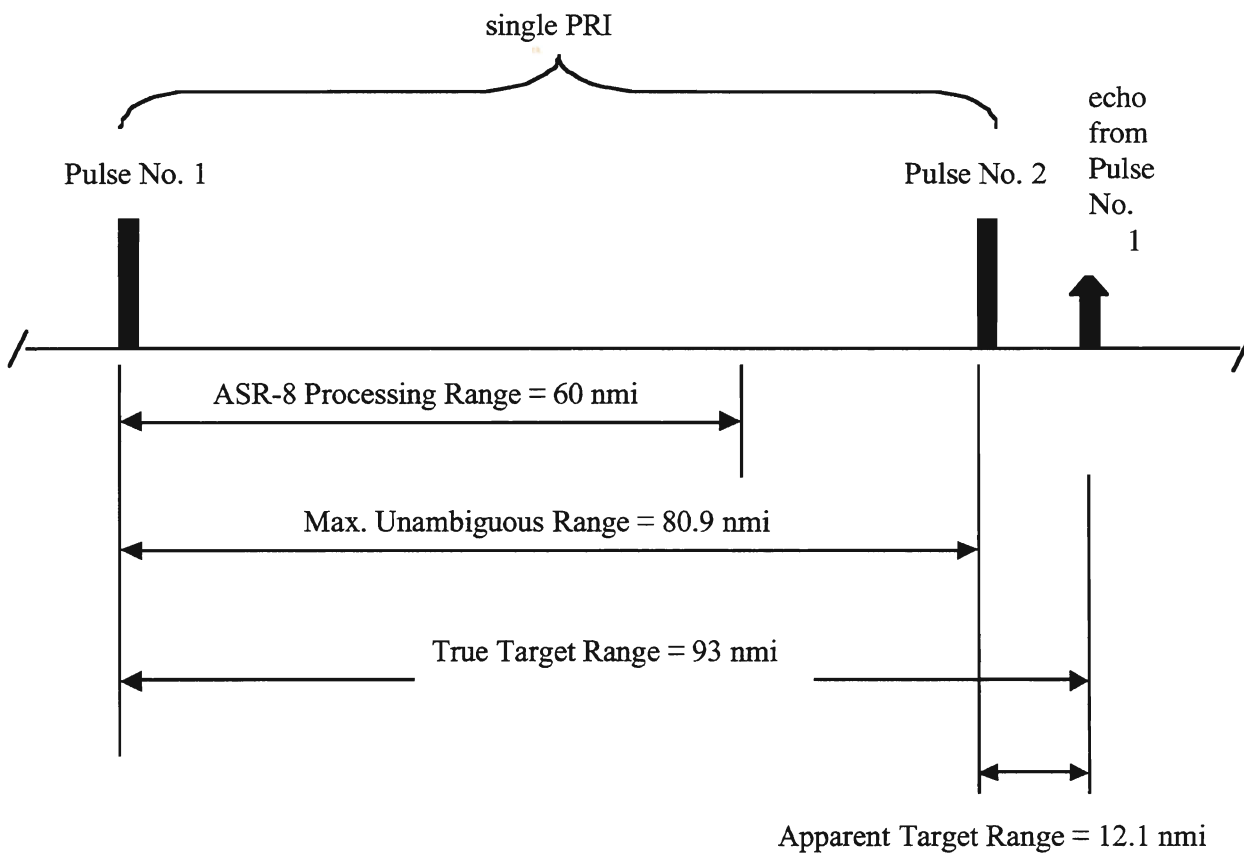 single PRI
echo
from
Pulse
No.
1
Pulse No. 1
Pulse No. 2
ASR-8 Processing Range = 60 nmi
Max. Unambiguous Range = 80.9 nmi
True Target Range = 93 nmi
Apparent Target Range = 12.1 nmi